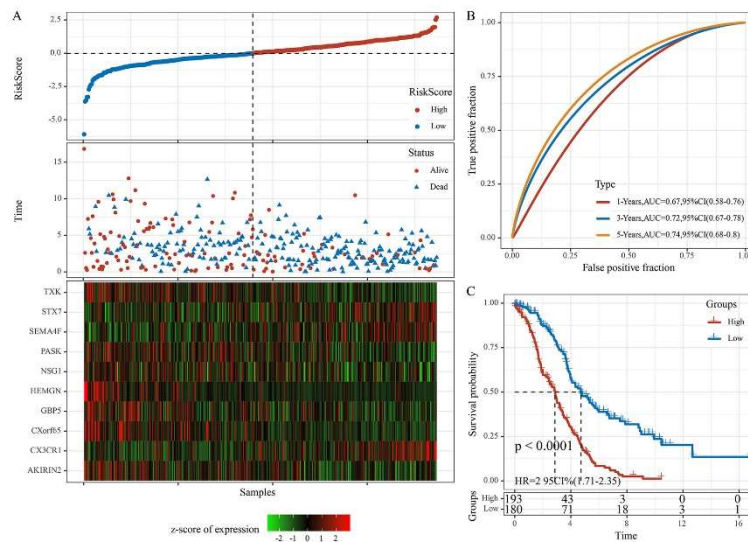 A
RiskScore
2.5
0.0
-2.5
-5.0
RiskScore
High
Low
Time
15
10
5
0
Status
Alive
Dead
TXK
STX7
SEMA4F
PASK
NSG1
HEMGN
GBP5
CXorf65
CX3CR1
AKIRIN2
Samples
z-score of expression
-2 -1 0 1 2
B
True positive fraction
1.00
0.75
0.50
0.25
0.00
Type
1-Years,AUC=0.67,95%CI(0.58-0.76)
3-Years,AUC=0.72,95%CI(0.67-0.78)
5-Years,AUC=0.74,95%CI(0.68-0.8)
0.00 0.25 0.50 0.75 1.00
False positive fraction
C
Groups
High
Low
Survival probability
1.00
0.75
0.50
0.25
0.00
p < 0.0001
HR=2 95CI%(1.71-2.35)
Groups
High 193 43 3 0 0
Low 180 71 18 3 1
0 4 8 12 16
Time